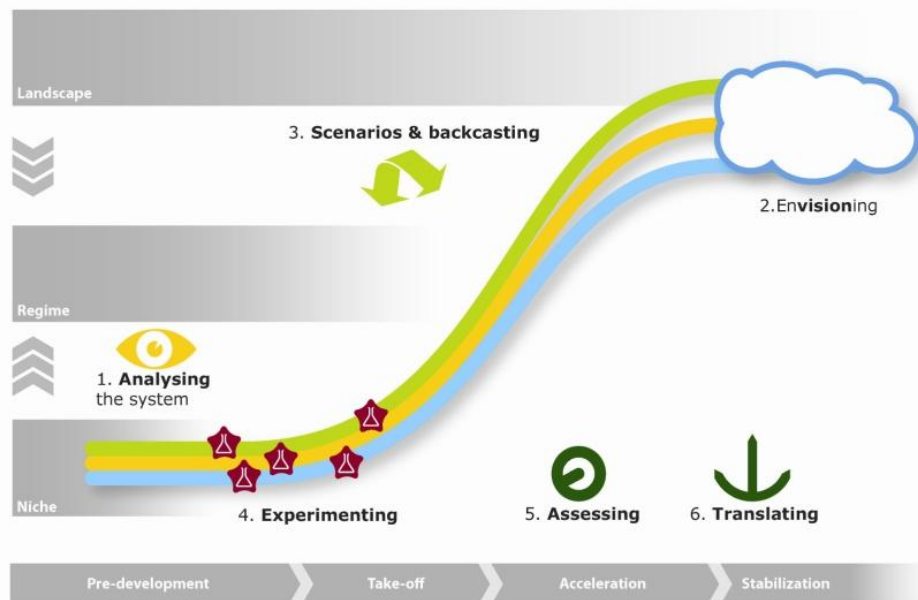 Landscape
3. Scenarios & backcasting
2.Envisioning
Regime
1. Analysing
the system
Niche
4. Experimenting
5. Assessing
6. Translating
Pre-development
Take-off
Acceleration
Stabilization